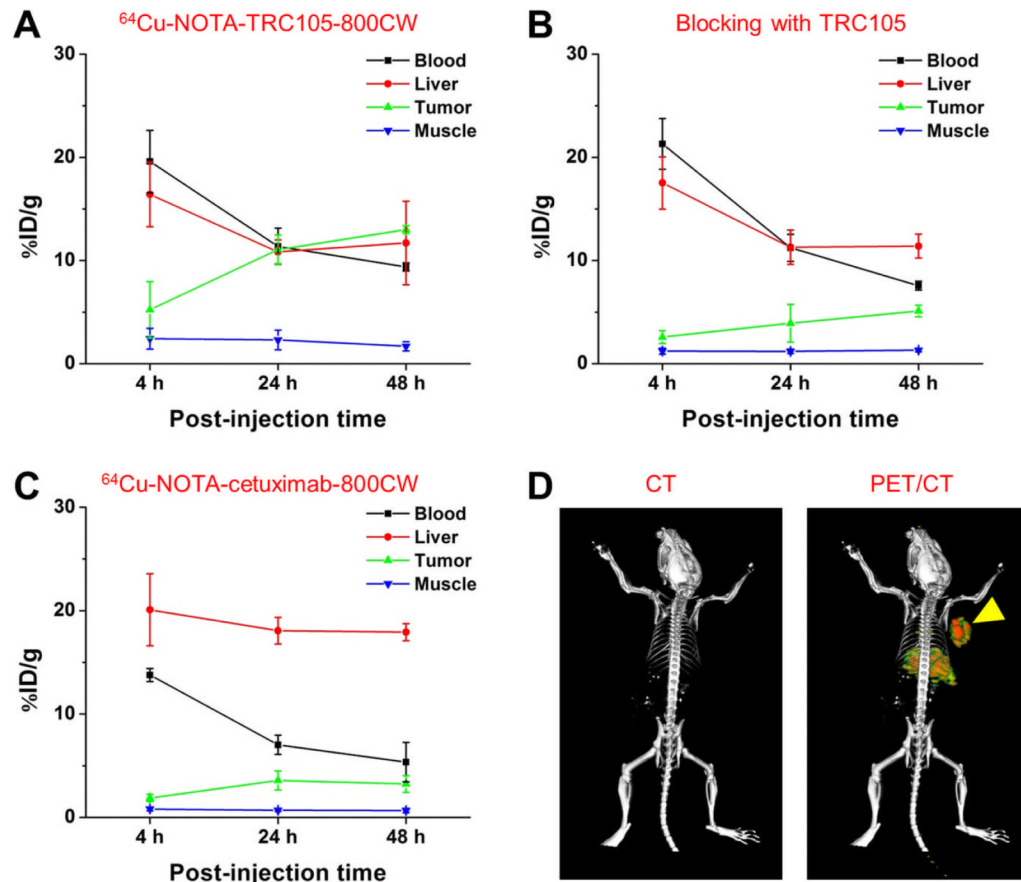 A
⁶⁴Cu-NOTA-TRC105-800CW
30
20
10
0
%ID/g
Blood
Liver
Tumor
Muscle
4 h 24 h 48 h
Post-injection time
B
Blocking with TRC105
30
20
10
0
%ID/g
Blood
Liver
Tumor
Muscle
4 h 24 h 48 h
Post-injection time
C
⁶⁴Cu-NOTA-cetuximab-800CW
30
20
10
0
%ID/g
Blood
Liver
Tumor
Muscle
4 h 24 h 48 h
Post-injection time
D
CT PET/CT